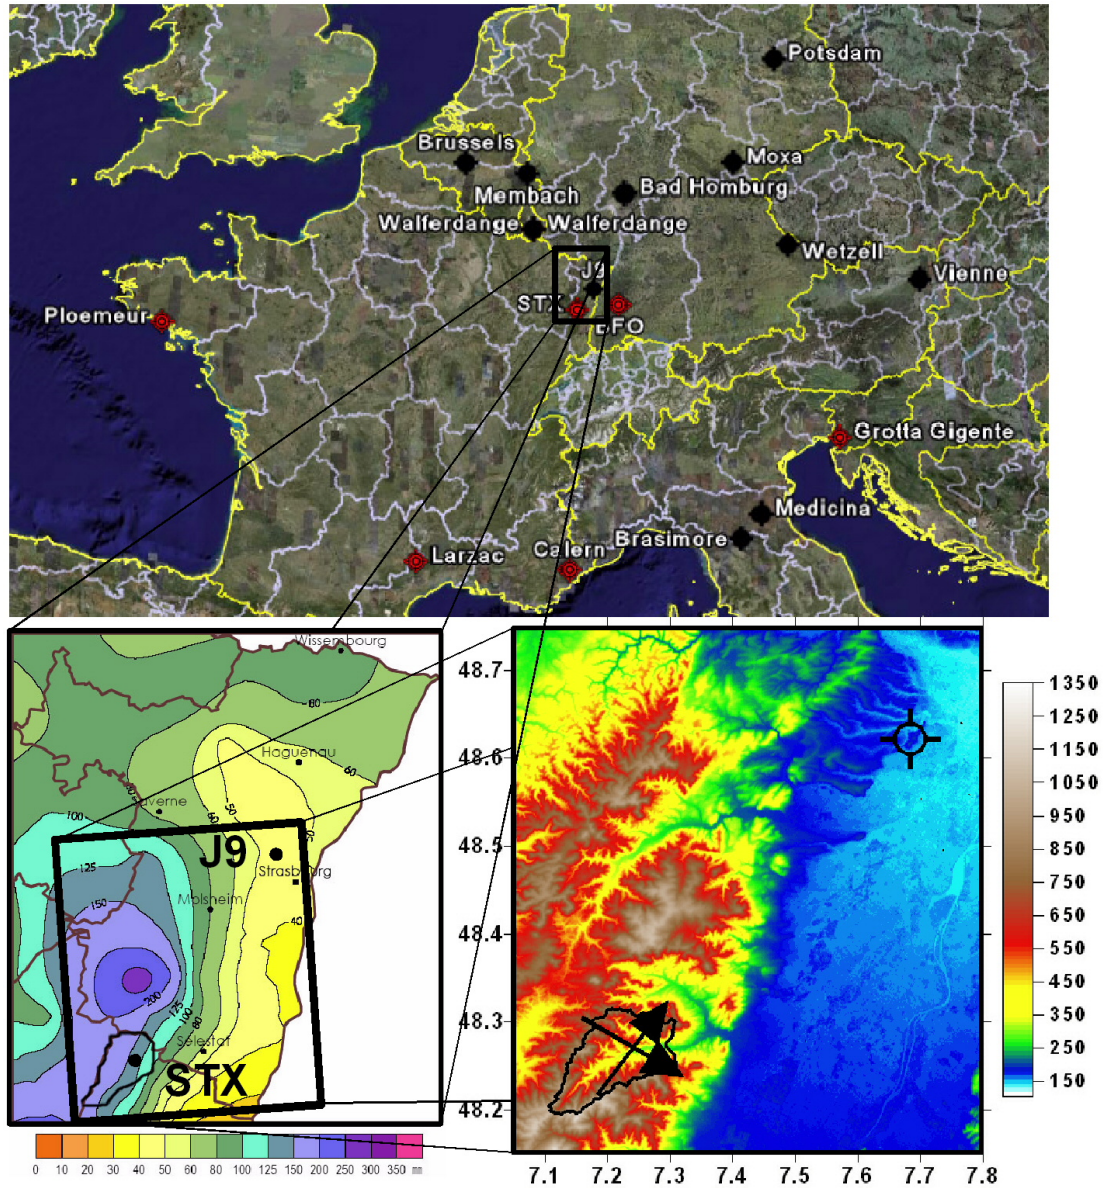 Potsdam
Brussels
Moxa
Membach
Bad Homburg
Walferdange
Walferdange
Wetzell
J9
Vienne
STX
BFO
Ploemeur
Grotta Gigente
Medicina
Brasimore
Larzac
Calern
Wissembourg
80
Haguenau
60
50
60
80
100
Saverne
50
J9
125
Strasbourg
150
Molsheim
40
200
125
100
80
Selestat
STX
0 10 20 30 40 50 60 80 100 125 150 200 250 300 350 mm
48.7
48.6
48.5
48.4
48.3
48.2
7.1 7.2 7.3 7.4 7.5 7.6 7.7 7.8
1350
1150
1050
950
850
750
650
550
450
350
250
150